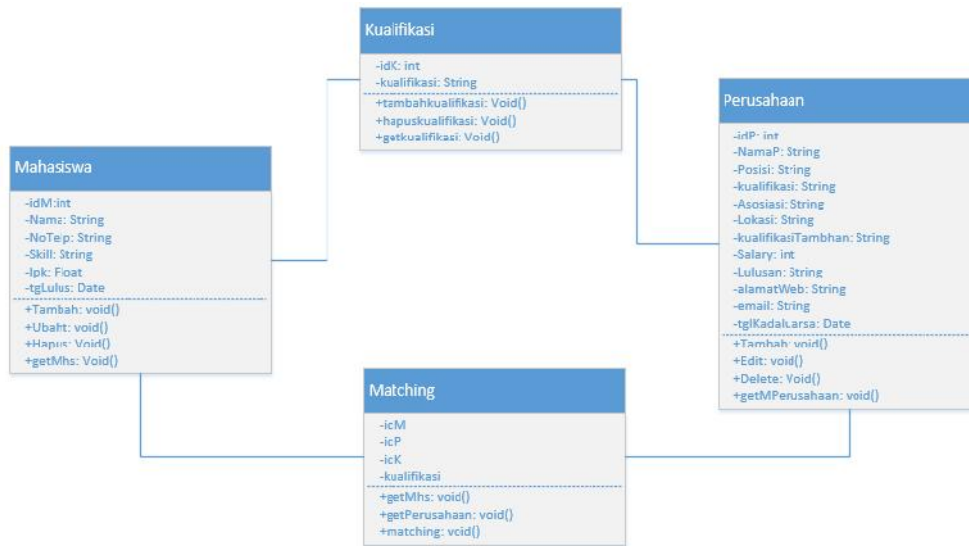 Kualifikasi
-idK: int
-kualifikasi: String
+tambahkualifikasi: Void()
+hapuskualifikasi: Void()
+getkualifikasi: Void()
Mahasiswa
-idM:int
-Nama: String
-NoTelp: String
-Skill: String
-Ipk: Float
-tgLulus: Date
+Tambah: void()
+Ubaht: void()
+Hapus: Void()
+getMhs: Void()
Perusahaan
-idP: int
-NamaP: String
-Posisi: String
-kualifikasi: String
-Asosiasi: String
-Lokasi: String
-kualifikasiTambhan: String
-Salary: int
-Lulusan: String
-alamatWeb: String
-email: String
-tglKadaluarsa: Date
+Tambah: void()
+Edit: void()
+Delete: Void()
+getMPerusahaan: void()
Matching
-idM
-idP
-idK
-kualifikasi
+getMhs: void()
+getPerusahaan: void()
+matching: void()